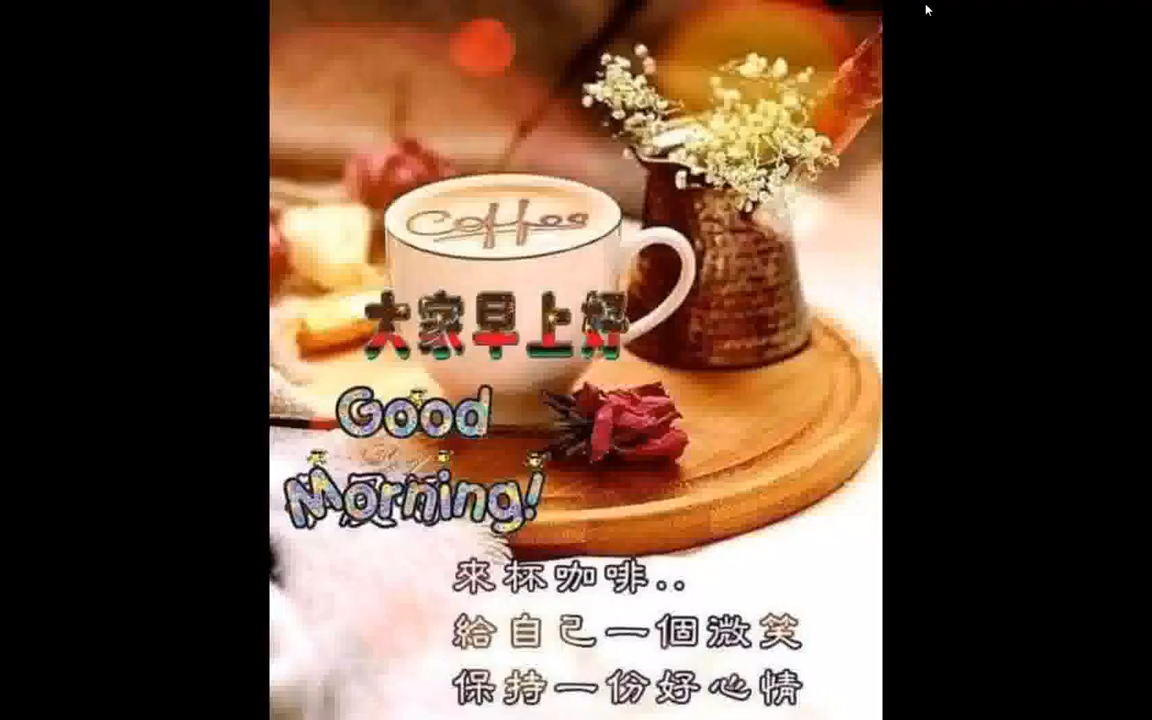 Coffee
大家早上好
Good
Morning!
來杯咖啡..
給自己一個微笑
保持一份好心情